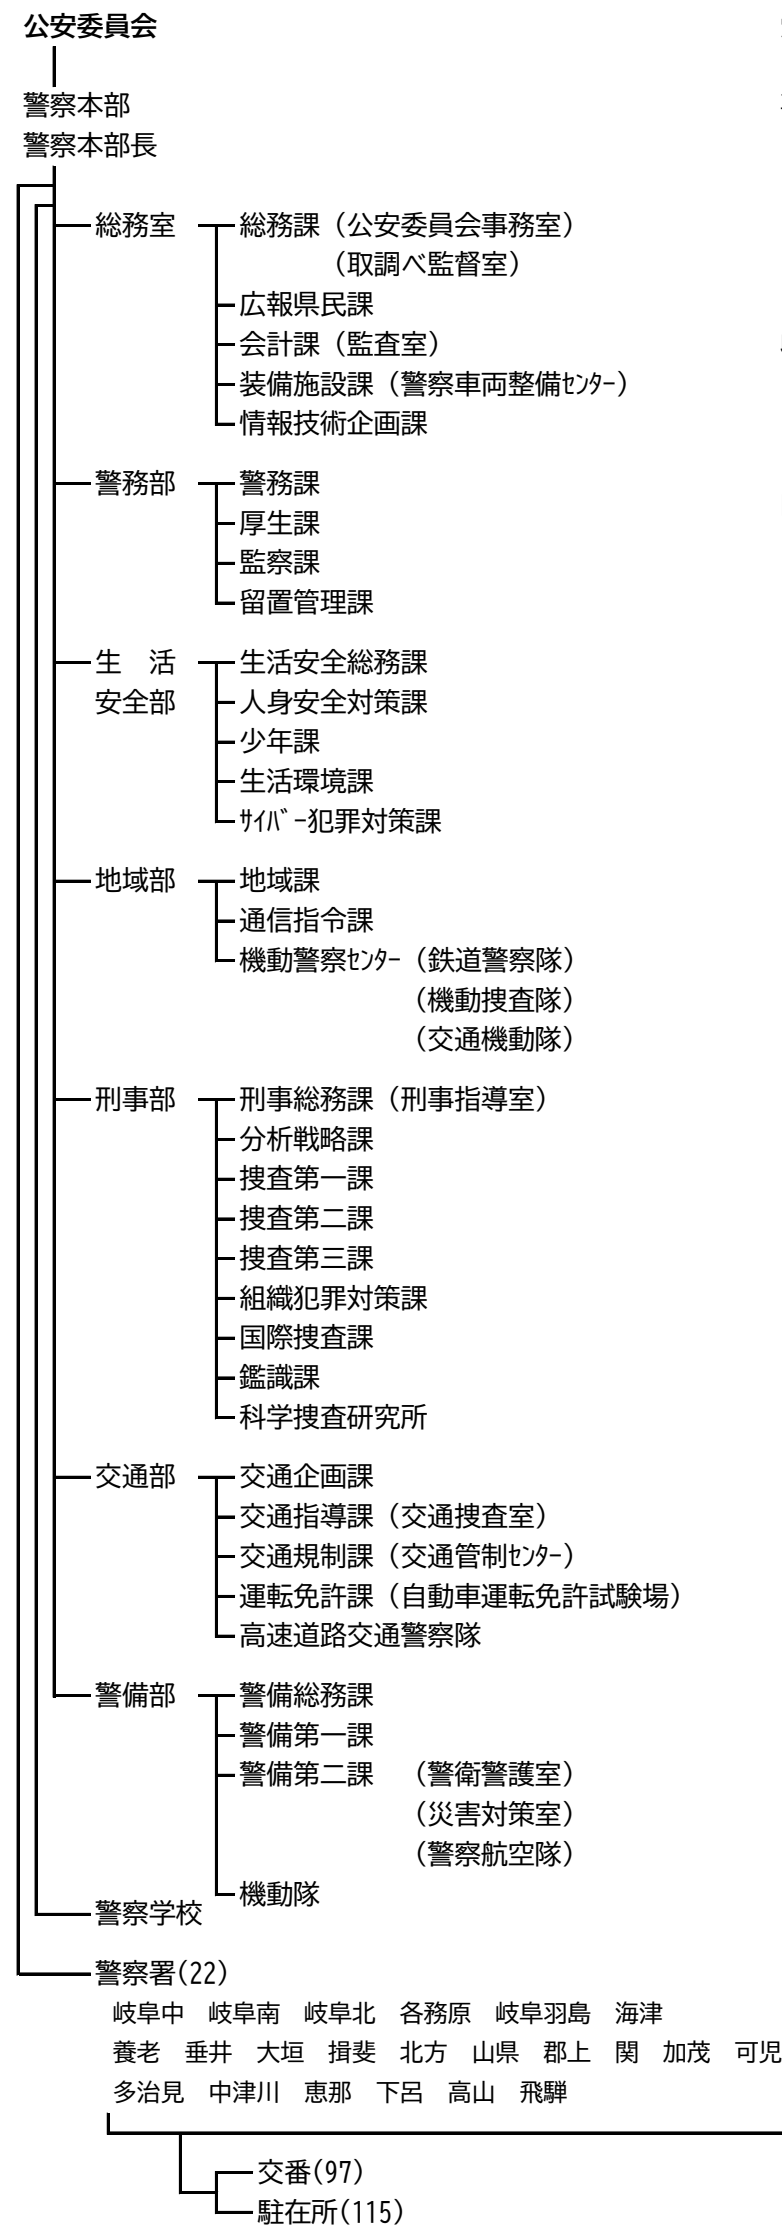 公安委員会
警察本部
警察本部長
総務室 総務課（公安委員会事務室）
（取調べ監督室）
広報県民課
会計課（監査室）
装備施設課（警察車両整備ｾﾝﾀｰ）
情報技術企画課
警務部 警務課
厚生課
監察課
留置管理課
生　活 生活安全総務課
安全部 人身安全対策課
少年課
生活環境課
ｻｲﾊﾞｰ犯罪対策課
地域部 地域課
通信指令課
機動警察ｾﾝﾀｰ（鉄道警察隊）
（機動捜査隊）
（交通機動隊）
刑事部 刑事総務課（刑事指導室）
分析戦略課
捜査第一課
捜査第二課
捜査第三課
組織犯罪対策課
国際捜査課
鑑識課
科学捜査研究所
交通部 交通企画課
交通指導課（交通捜査室）
交通規制課（交通管制ｾﾝﾀｰ）
運転免許課（自動車運転免許試験場）
高速道路交通警察隊
警備部 警備総務課
警備第一課
警備第二課　（警衛警護室）
（災害対策室）
（警察航空隊）
機動隊
警察学校
警察署(22)
岐阜中　岐阜南　岐阜北　各務原　岐阜羽島　海津
養老　垂井　大垣　揖斐　北方　山県　郡上　関　加茂　可児
多治見　中津川　恵那　下呂　高山　飛騨
交番(97)
駐在所(115)